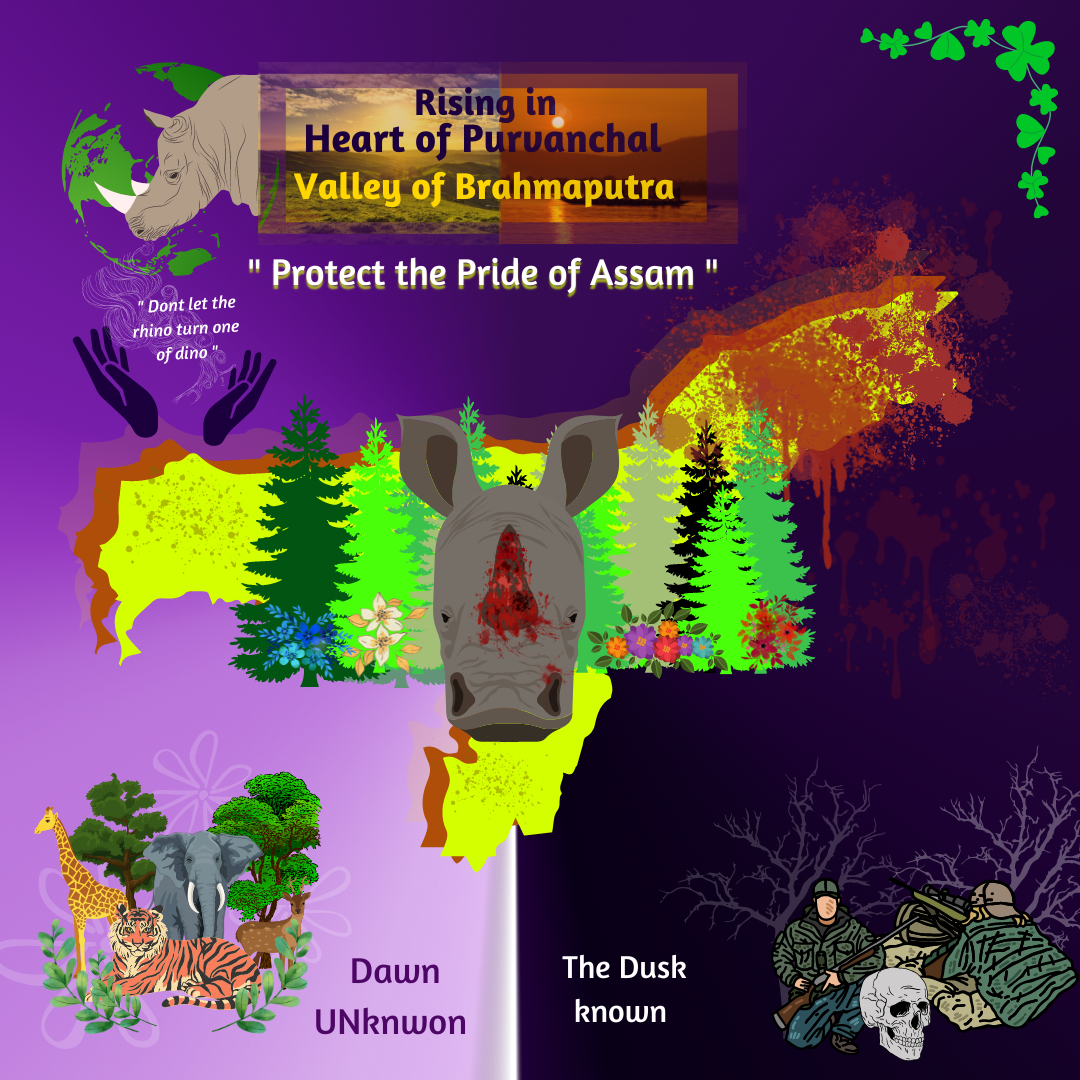 Rising in
Heart of Purvanchal
Valley of Brahmaputra
" Protect the Pride of Assam "
" Dont let the
rhino turn one
of dino "
Dawn
UNknwon
The Dusk
known